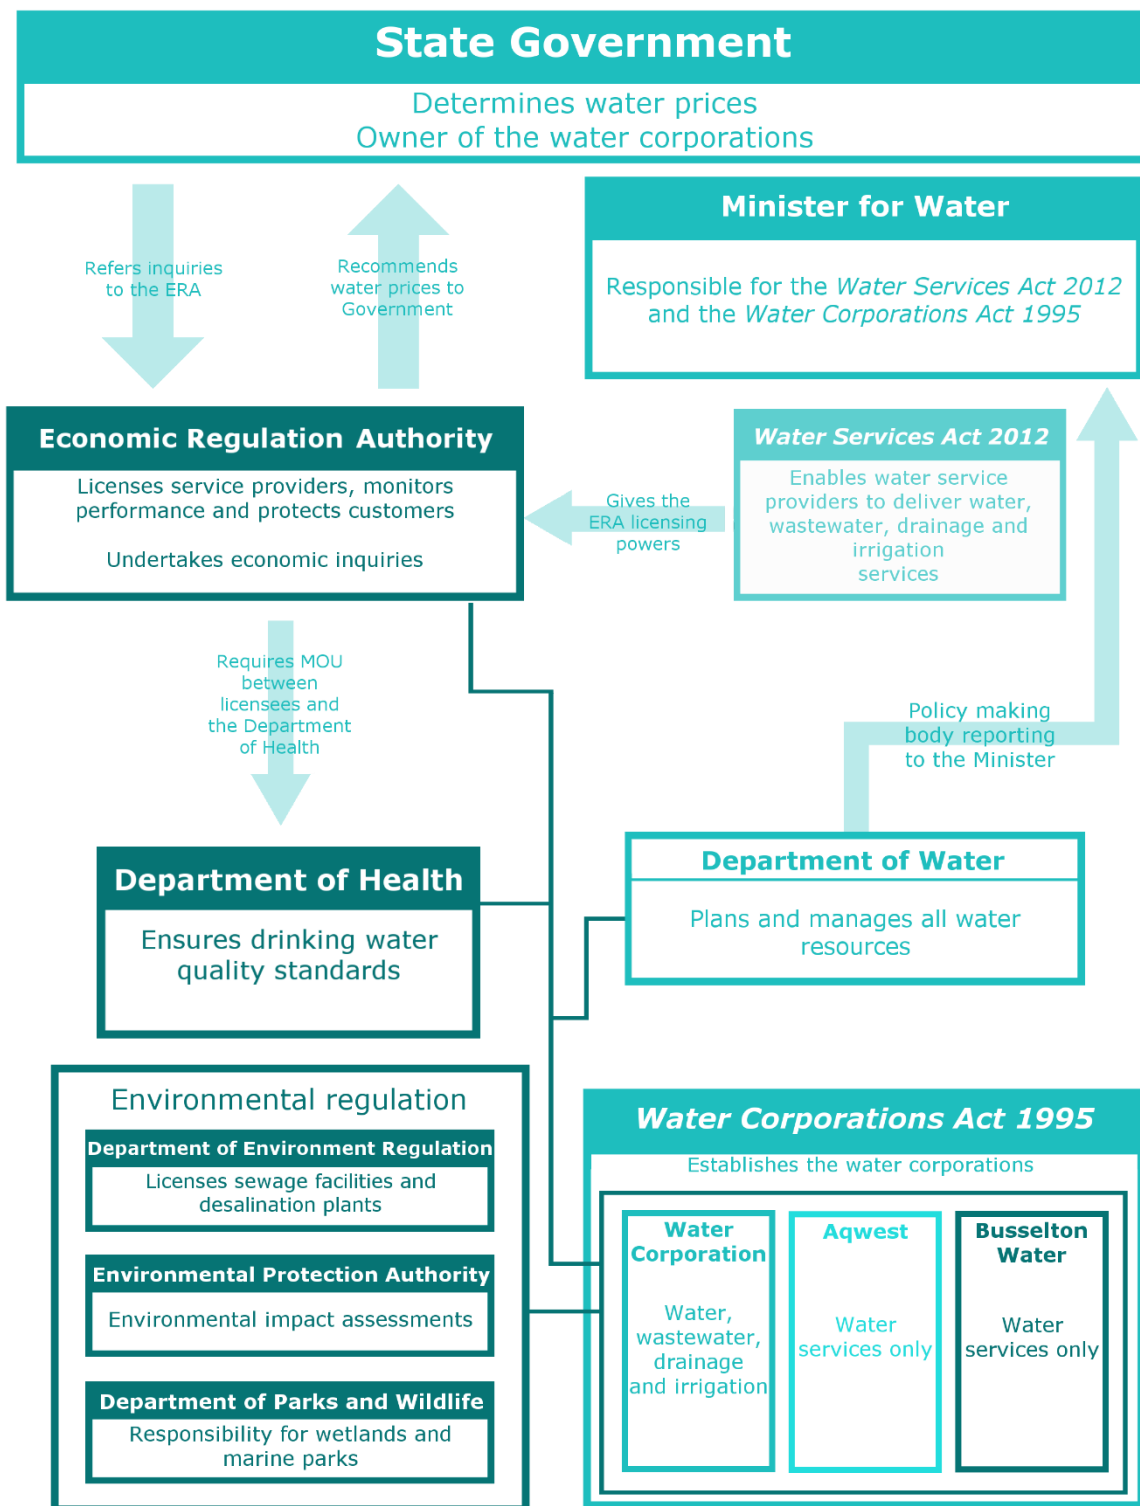 State Government
Determines water prices
Owner of the water corporations
Refers inquiries
to the ERA
Recommends
water prices to
Government
Minister for Water
Responsible for the Water Services Act 2012
and the Water Corporations Act 1995
Economic Regulation Authority
Licenses service providers, monitors
performance and protects customers
Undertakes economic inquiries
Gives the
ERA licensing
powers
Water Services Act 2012
Enables water service
providers to deliver water,
wastewater, drainage and
irrigation
services
Requires MOU
between
licensees and
the Department
of Health
Policy making
body reporting
to the Minister
Department of Health
Ensures drinking water
quality standards
Department of Water
Plans and manages all water
resources
Environmental regulation
Department of Environment Regulation
Licenses sewage facilities and
desalination plants
Environmental Protection Authority
Environmental impact assessments
Department of Parks and Wildlife
Responsibility for wetlands and
marine parks
Water Corporations Act 1995
Establishes the water corporations
Water
Corporation
Water,
wastewater,
drainage
and irrigation
Aqwest
Water
services only
Busselton
Water
Water
services only